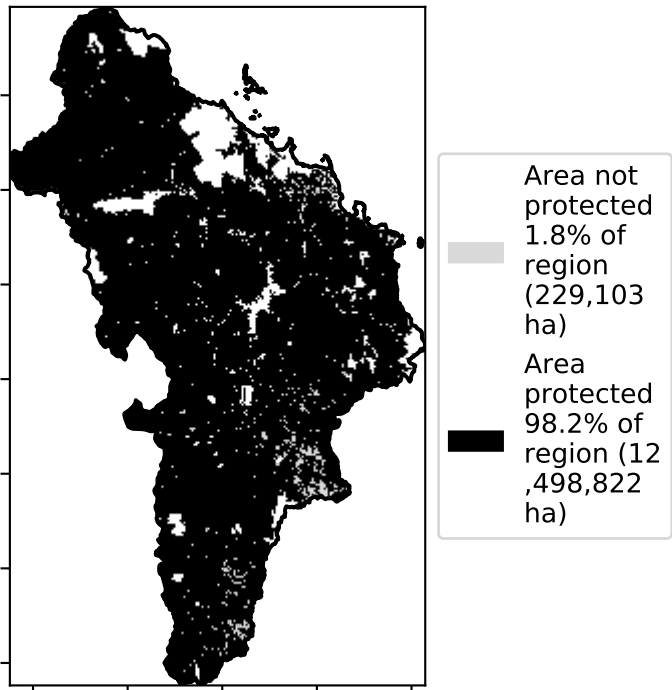 Area not
protected
1.8% of
region
(229,103
ha)
Area
protected
98.2% of
region (12
,498,822
ha)